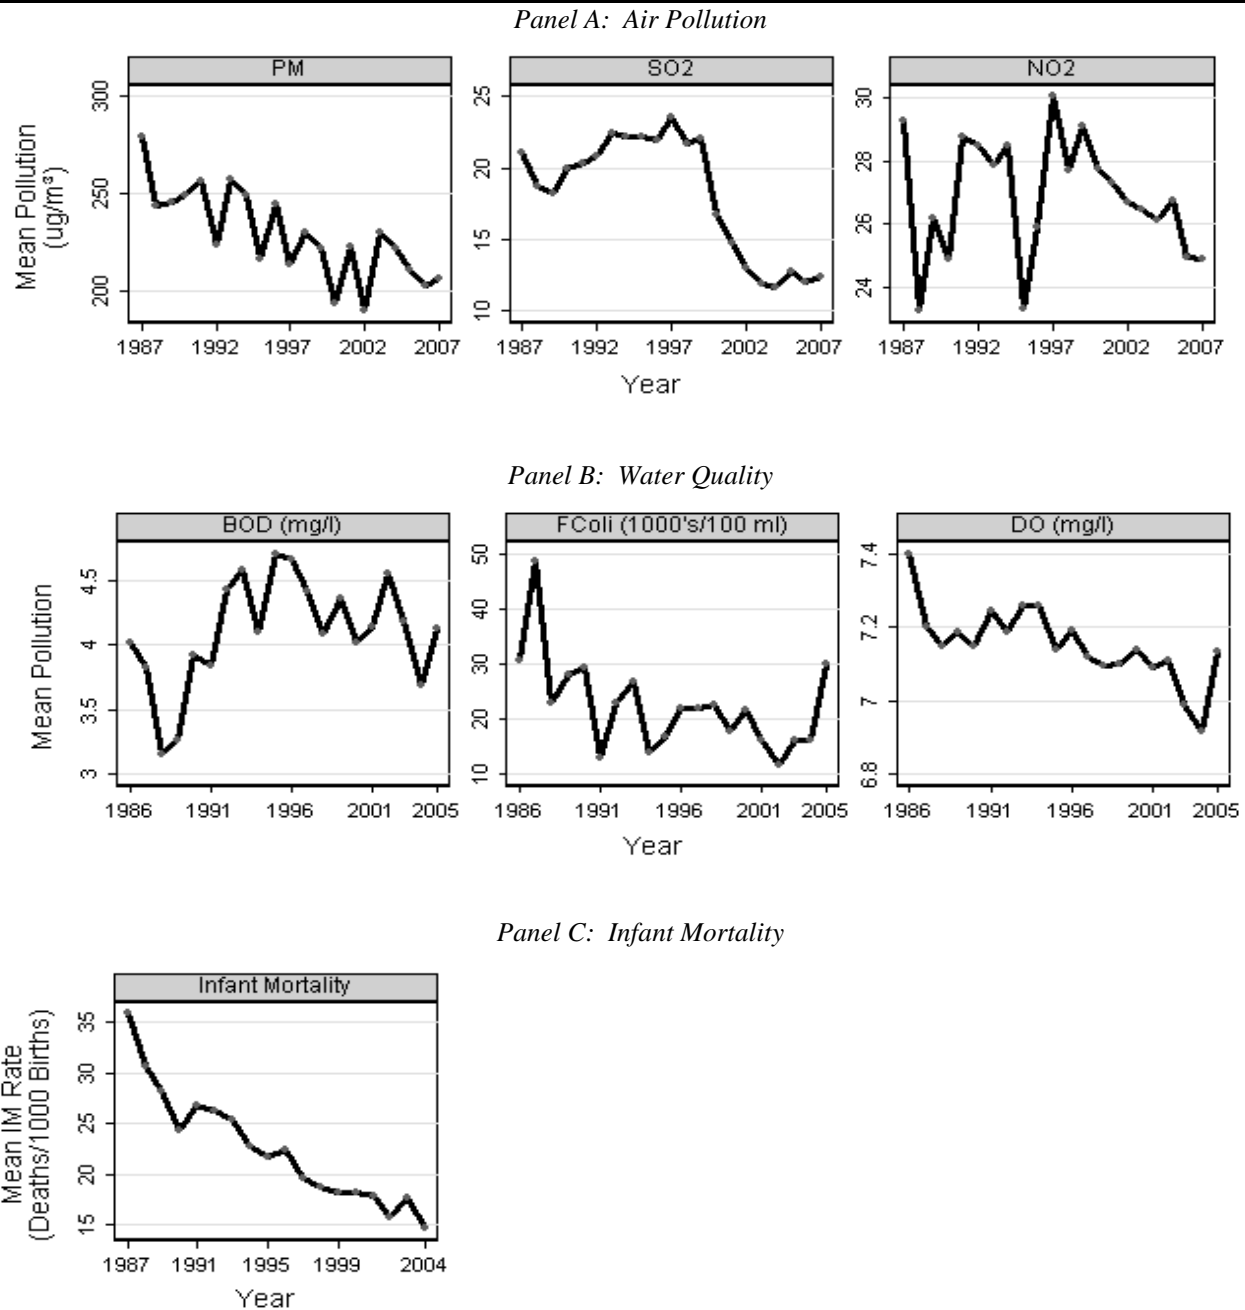 Panel A: Air Pollution
PM
SO2
NO2
Mean Pollution
(ug/m³)
300
250
200
25
20
15
10
30
28
26
24
1987 1992 1997 2002 2007
1987 1992 1997 2002 2007
1987 1992 1997 2002 2007
Year
Panel B: Water Quality
BOD (mg/l)
FColi (1000's/100 ml)
DO (mg/l)
Mean Pollution
4.5
4
3.5
3
50
40
30
20
10
7.4
7.2
7
6.8
1986 1991 1996 2001 2005
1986 1991 1996 2001 2005
1986 1991 1996 2001 2005
Year
Panel C: Infant Mortality
Infant Mortality
Mean IM Rate
(Deaths/1000 Births)
35
30
25
20
15
1987 1991 1995 1999 2004
Year